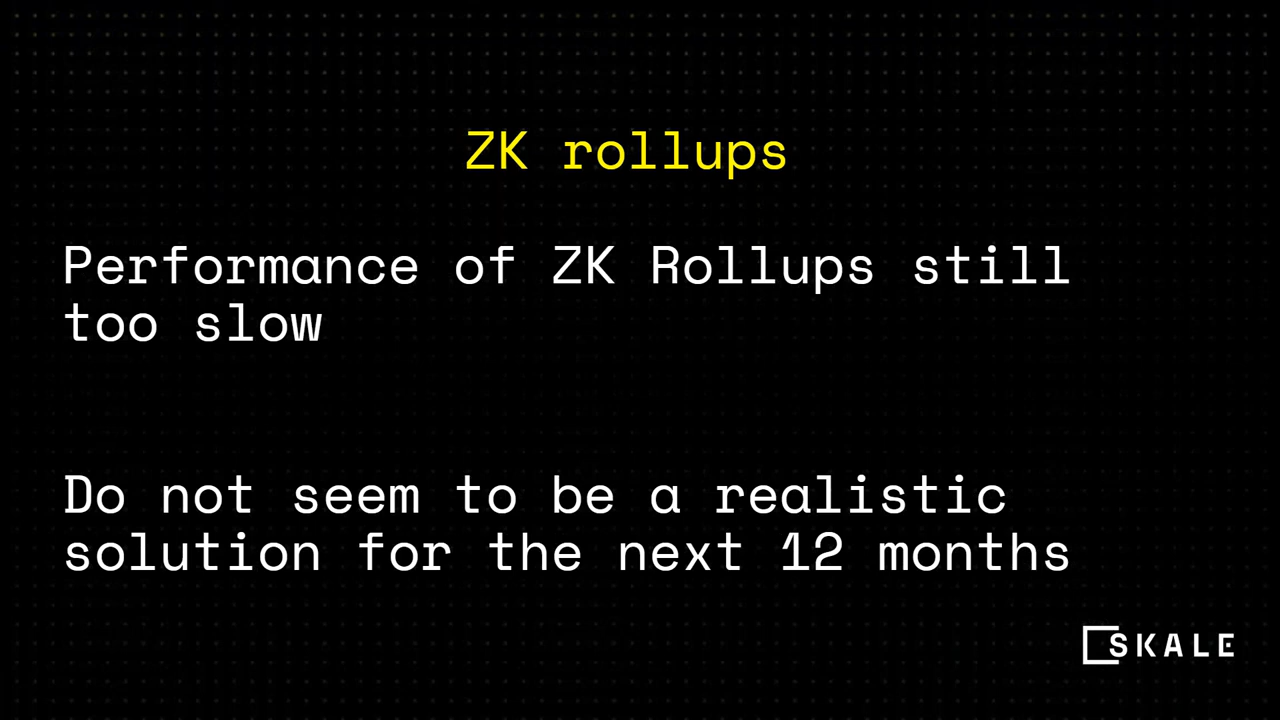 ZK rollups
Performance of ZK Rollups still
too slow
Do not seem to be a realistic
solution for the next 12 months
SKALE